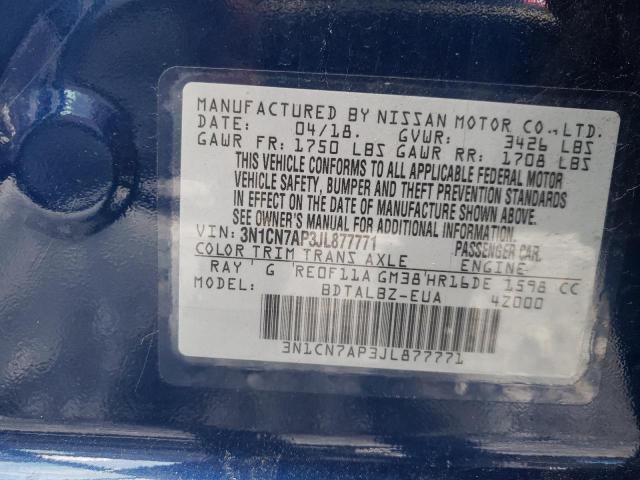 MANUFACTURED BY NISSAN MOTOR CO.,LTD.
DATE: 04/18. GVWR: 3426 LBS
GAWR FR: 1750 LBS GAWR RR: 1708 LBS
THIS VEHICLE CONFORMS TO ALL APPLICABLE FEDERAL MOTOR
VEHICLE SAFETY, BUMPER AND THEFT PREVENTION STANDARDS
IN EFFECT ON THE DATE OF MANUFACTURE SHOWN ABOVE.
SEE OWNER'S MANUAL FOR ADDITIONAL INFORMATION.
VIN: 3N1CN7AP3JL877771 PASSENGER CAR.
COLOR TRIM TRANS AXLE ENGINE
RAY G 'RE0F11A GM38'HR16DE 1598 CC
MODEL: BDTALBZ-EUA 42000
3N1CN7AP3JL877771